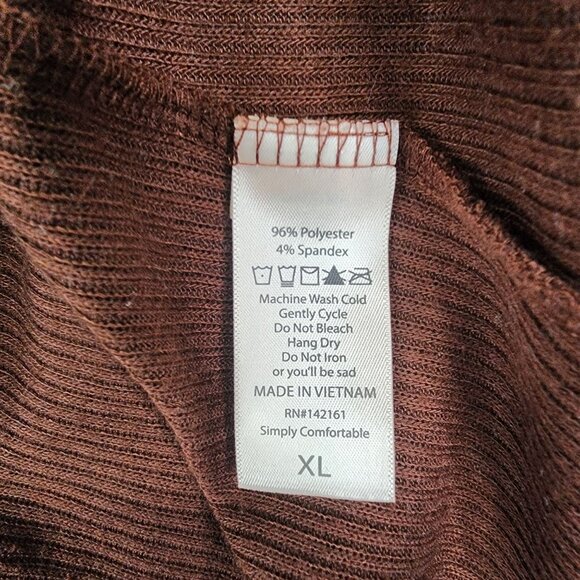 96% Polyester
4% Spandex
Machine Wash Cold
Gently Cycle
Do Not Bleach
Hang Dry
Do Not Iron
or you'll be sad
MADE IN VIETNAM
RN#142161
Simply Comfortable
XL